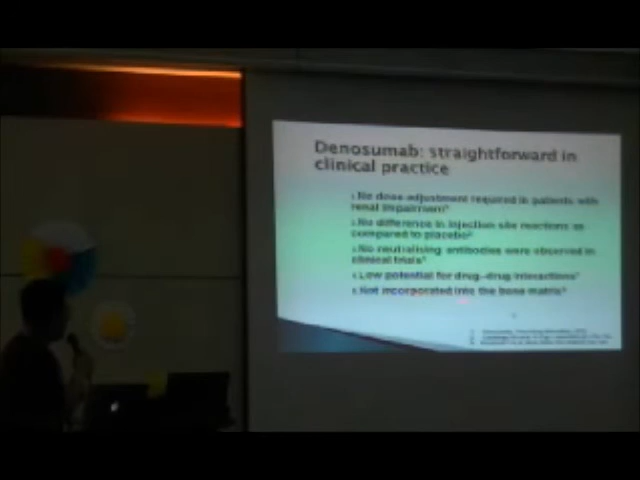 Denosumab: straightforward in
clinical practice
No dose adjustment required in patients with
renal impairment
No difference in injection site reactions as
compared to placebo
No neutralising antibodies were observed in
clinical trials
Low potential for drug-drug interactions
Not incorporated into the bone matrix